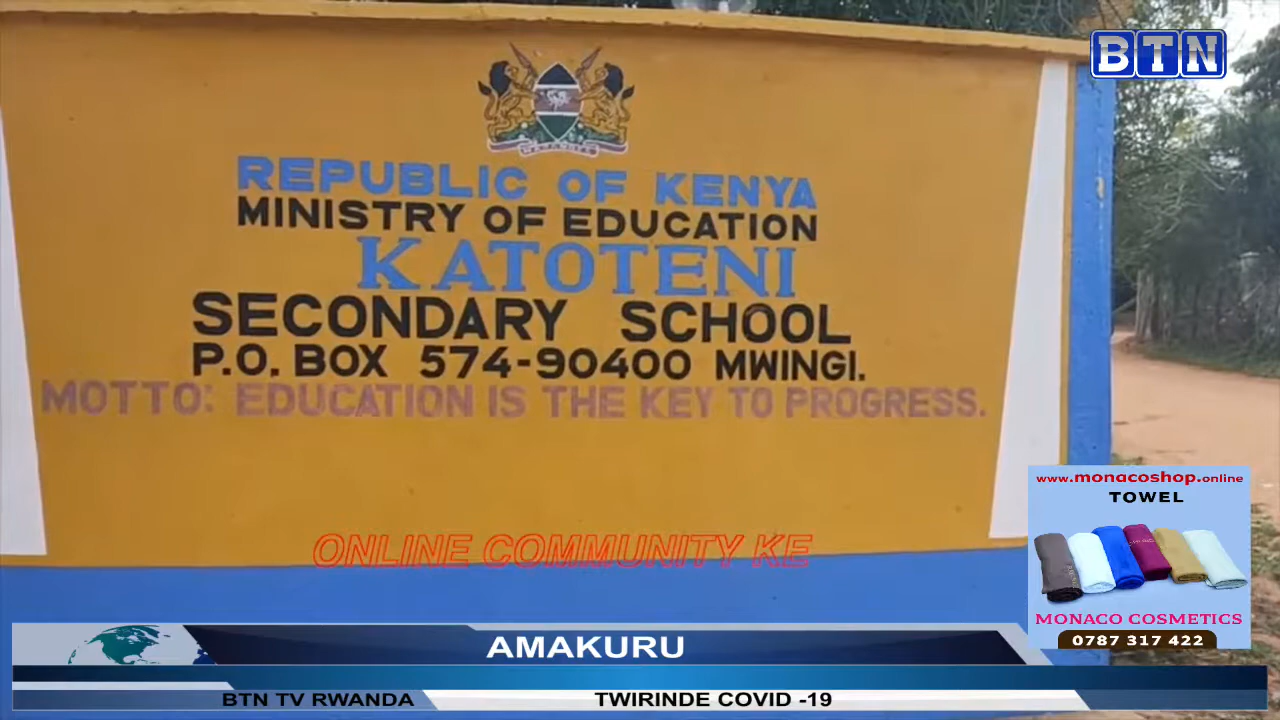 BTN
REPUBLIC OF KENYA
MINISTRY OF EDUCATION
KATOTENI
SECONDARY SCHOOL
P.O. BOX 574-90400 MWINGI.
MOTTO: EDUCATION IS THE KEY TO PROGRESS.
ONLINE COMMUNITY KE
www.monacoshop.online
TOWEL
MONACO COSMETICS
0787 317 422
AMAKURU
BTN TV RWANDA
TWIRINDE COVID -19